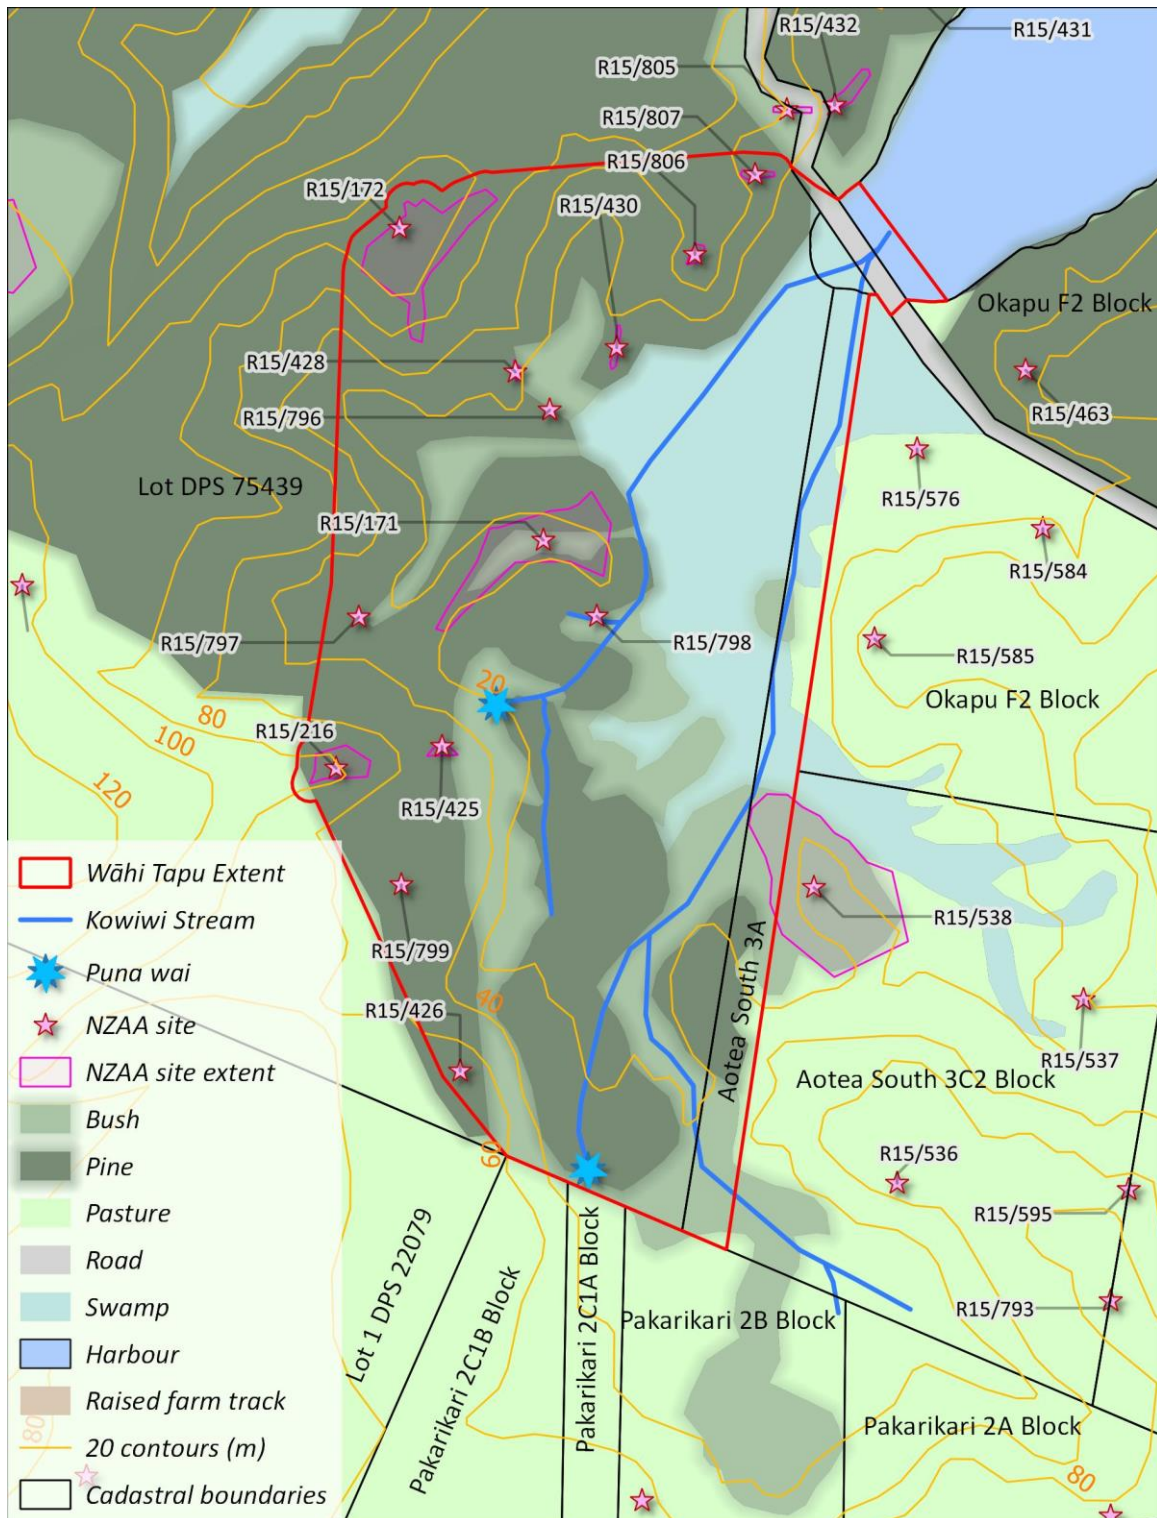 R15/432
R15/431
R15/805
R15/807
R15/806
R15/172
R15/430
Okapu F2 Block
R15/428
R15/463
R15/796
Lot DPS 75439
R15/576
R15/171
R15/584
R15/797
R15/798
R15/585
20
Okapu F2 Block
80
R15/216
100
120
R15/425
Wāhi Tapu Extent
Kowiwi Stream
R15/538
R15/799
Puna wai
Aotea South 3A
40
R15/426
NZAA site
R15/537
NZAA site extent
Aotea South 3C2 Block
Bush
60
R15/536
Pine
Pasture
R15/595
Lot 1 DPS 22079
Pakarikari 2C1B Block
Pakarikari 2C1A Block
Road
Swamp
R15/793
Pakarikari 2B Block
Harbour
Raised farm track
80
Pakarikari 2A Block
20 contours (m)
80
Cadastral boundaries